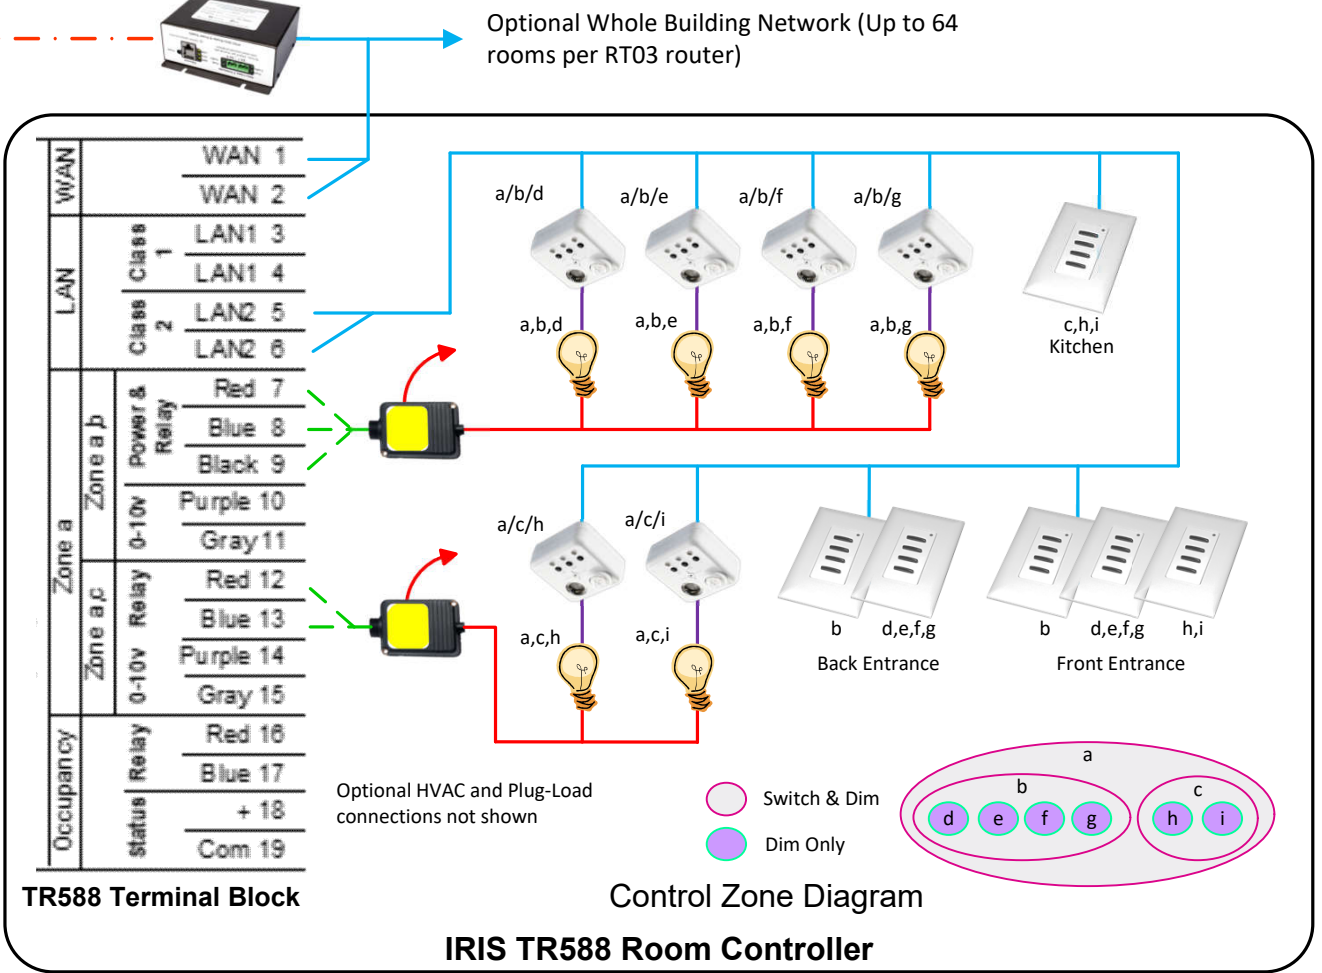 Optional Whole Building Network (Up to 64
rooms per RT03 router)
WAN
WAN 1
WAN 2
LAN
Class
1
LAN1 3
LAN1 4
Class
2
LAN2 5
LAN2 6
Zone a
Zone a,b
Power &
Relay
Red 7
Blue 8
Black 9
0-10v
Purple 10
Gray 11
Zone a,c
Relay
Red 12
Blue 13
0-10v
Purple 14
Gray 15
Occupancy
Relay
Red 16
Blue 17
Status
+ 18
Com 19
TR588 Terminal Block
a/b/d
a/b/e
a/b/f
a/b/g
a,b,d
a,b,e
a,b,f
a,b,g
c,h,i
Kitchen
a/c/h
a/c/i
a,c,h
a,c,i
b
d,e,f,g
Back Entrance
b
d,e,f,g
h,i
Front Entrance
Optional HVAC and Plug-Load
connections not shown
Switch & Dim
Dim Only
a
b
c
d
e
f
g
h
i
Control Zone Diagram
IRIS TR588 Room Controller